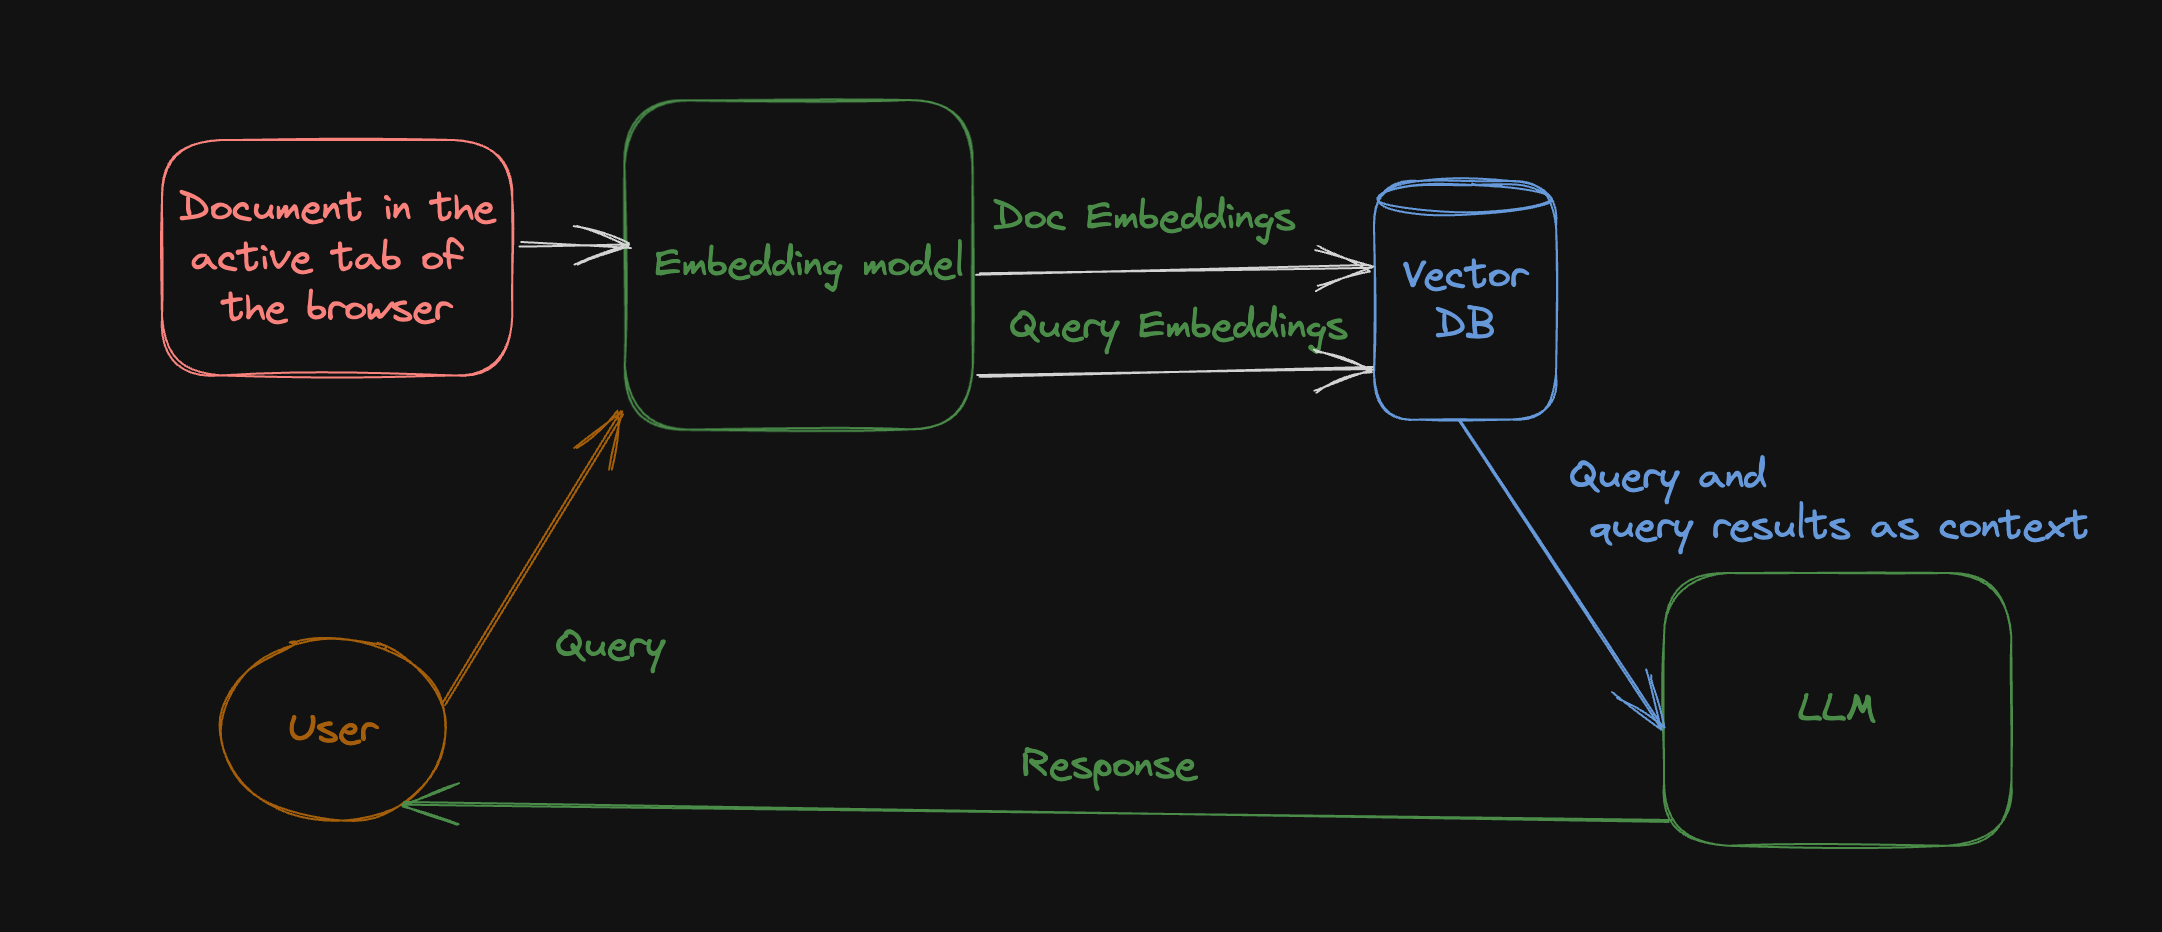 Document in the
active tab of
the browser
Embedding model
Doc Embeddings
Query Embeddings
Vector
DB
Query and
query results as context
Query
User
Response
LLM